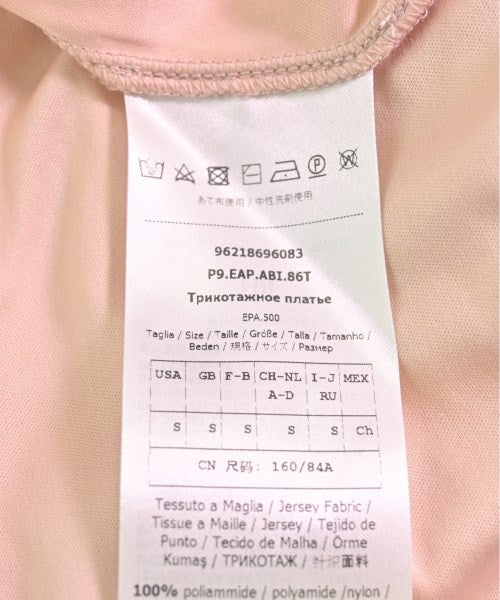 あて布使用 / 中性洗剤使用
96218696083
P9.EAP.ABI.86T
Трикотажное платье
EPA.500
Taglia / Size / Taille / Größe / Talla / Tamanho /
Beden / 規格 / サイズ / Размер
USA GB F-B CH-NL I-J MEX
A-D RU
S S S S S Ch
CN 尺码: 160/84A
Tessuto a Maglia / Jersey Fabric /
Tissue a Maille / Jersey / Tejido de
Punto / Tecido de Malha / Örme
Kumaş / ТРИКОТАЖ / 针织面料
100% poliammide / polyamide /nylon /